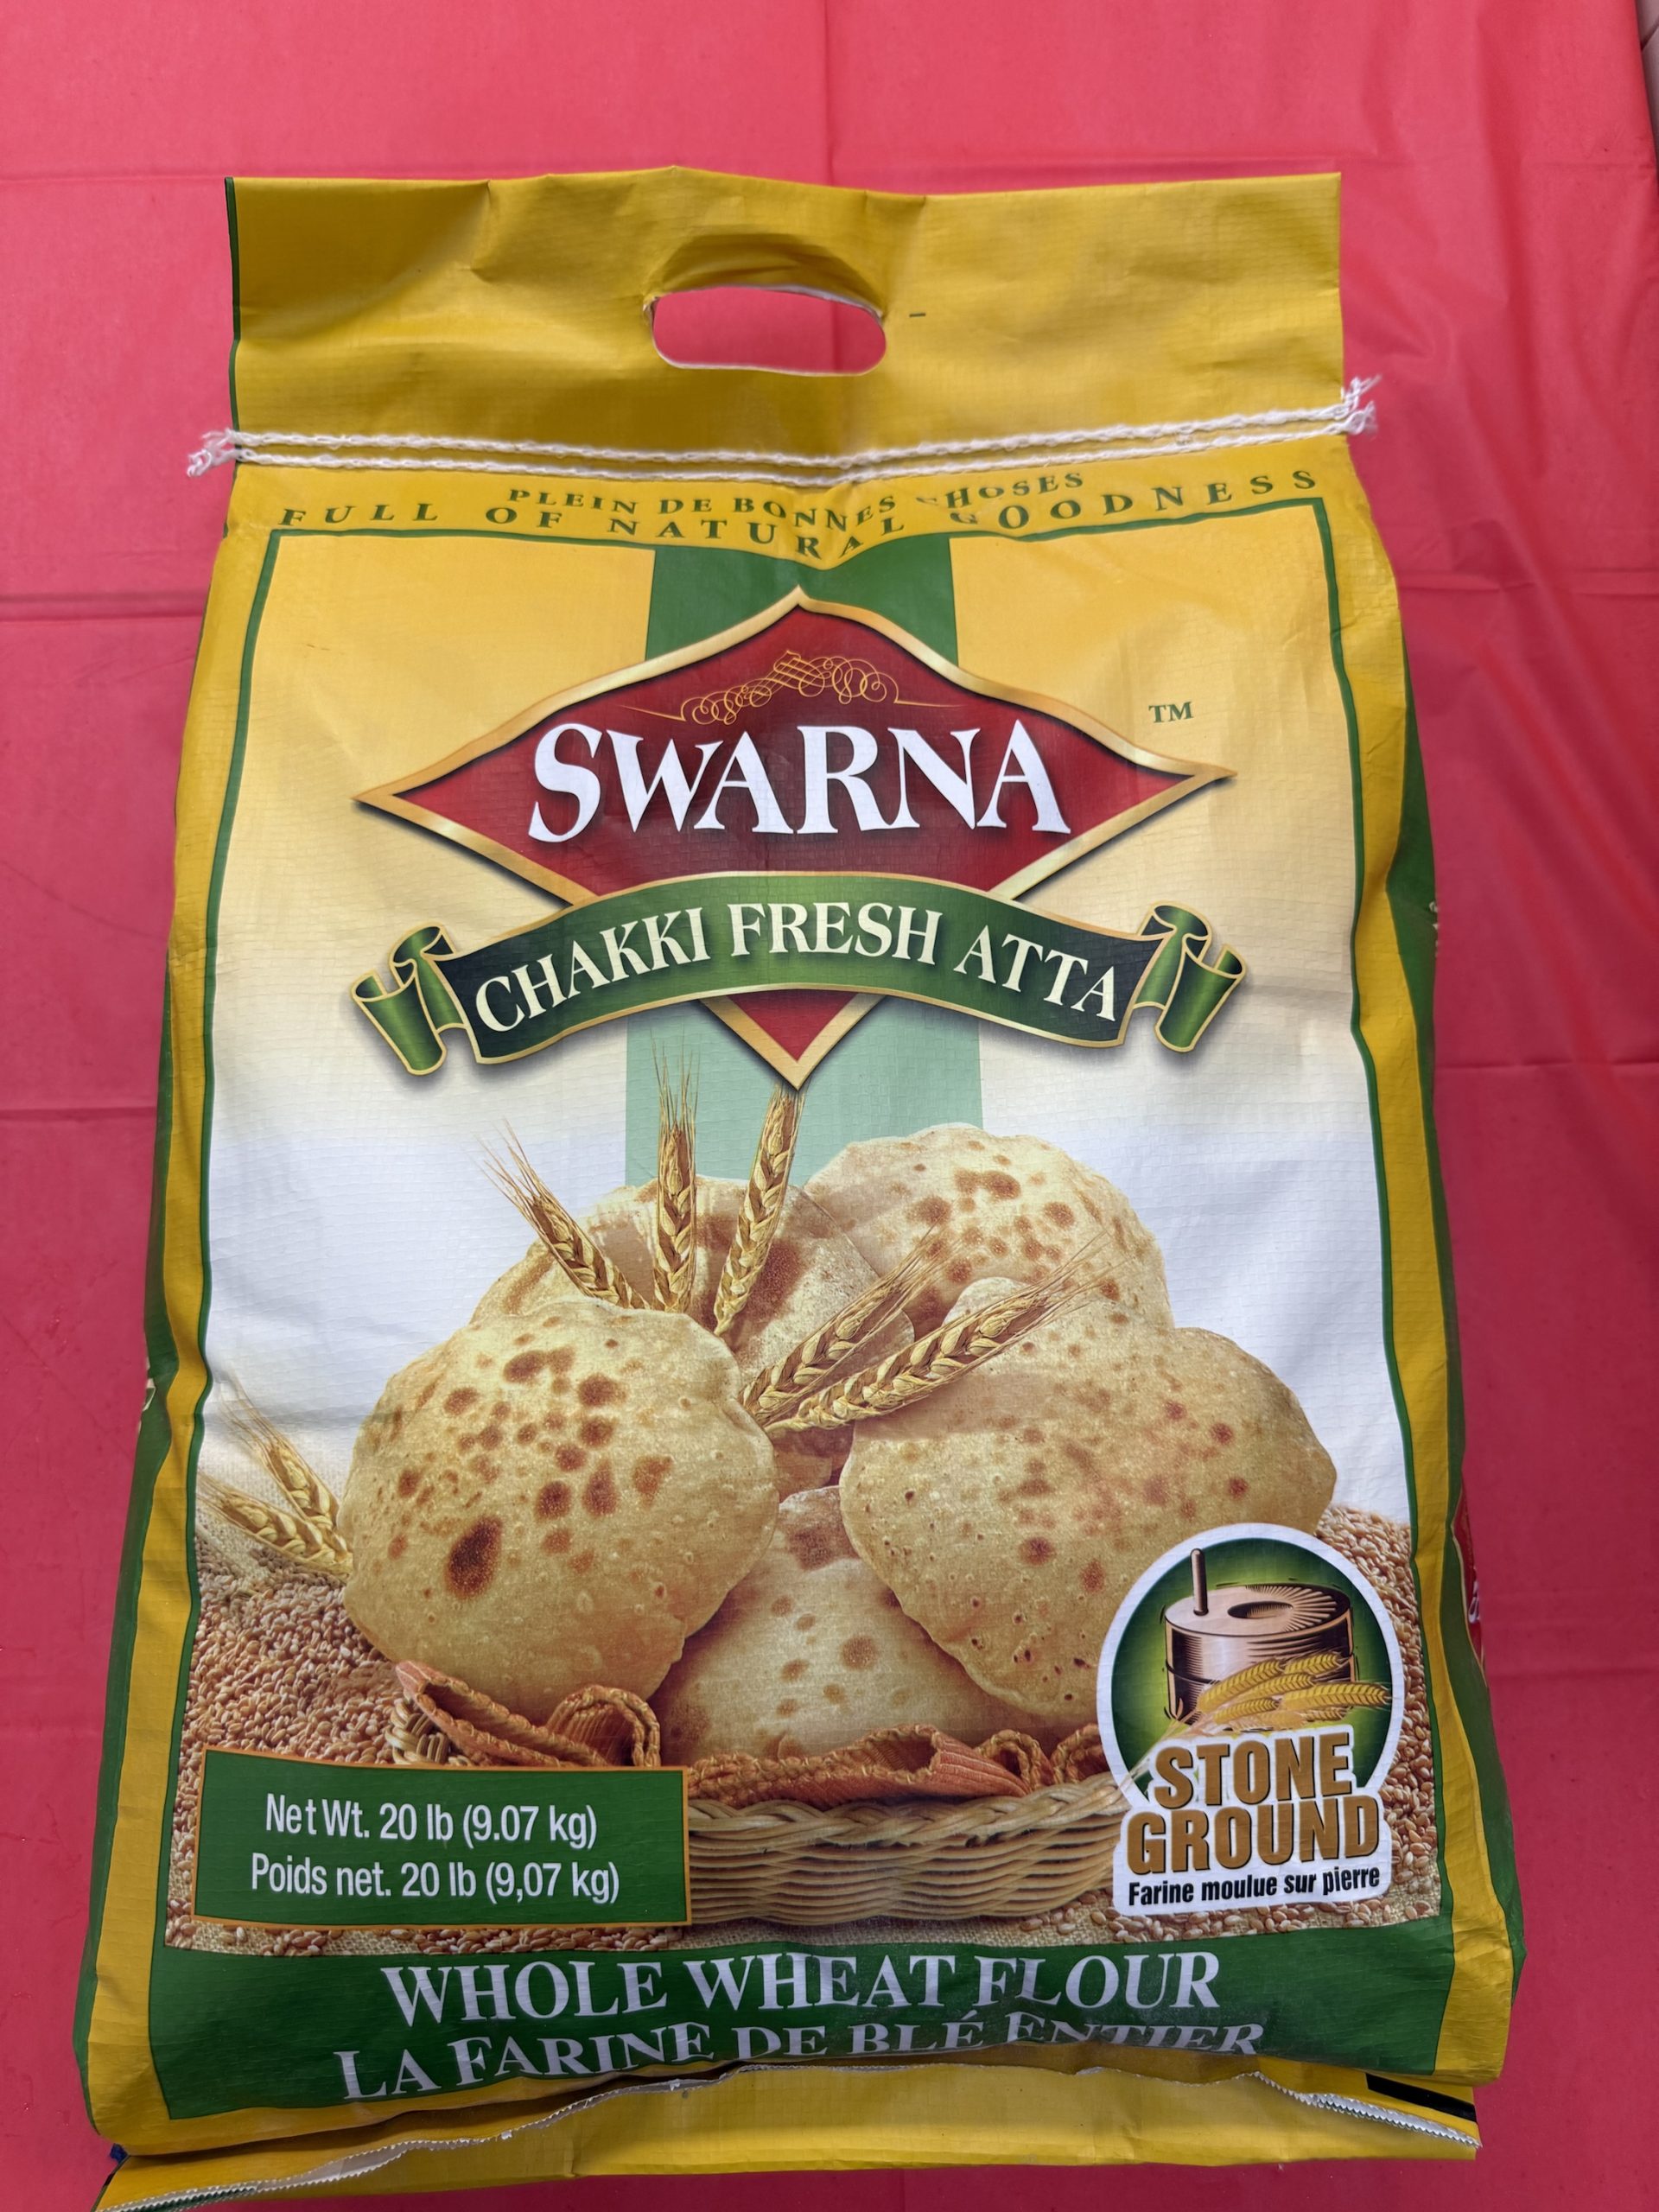 PLEIN DE BONNES CHOSES
FULL OF NATURAL GOODNESS
TM
SWARNA
CHAKKI FRESH ATTA
Net Wt. 20 lb (9.07 kg)
Poids net. 20 lb (9,07 kg)
STONE
GROUND
Farine moulue sur pierre
WHOLE WHEAT FLOUR
LA FARINE DE BLÉ ENTIER